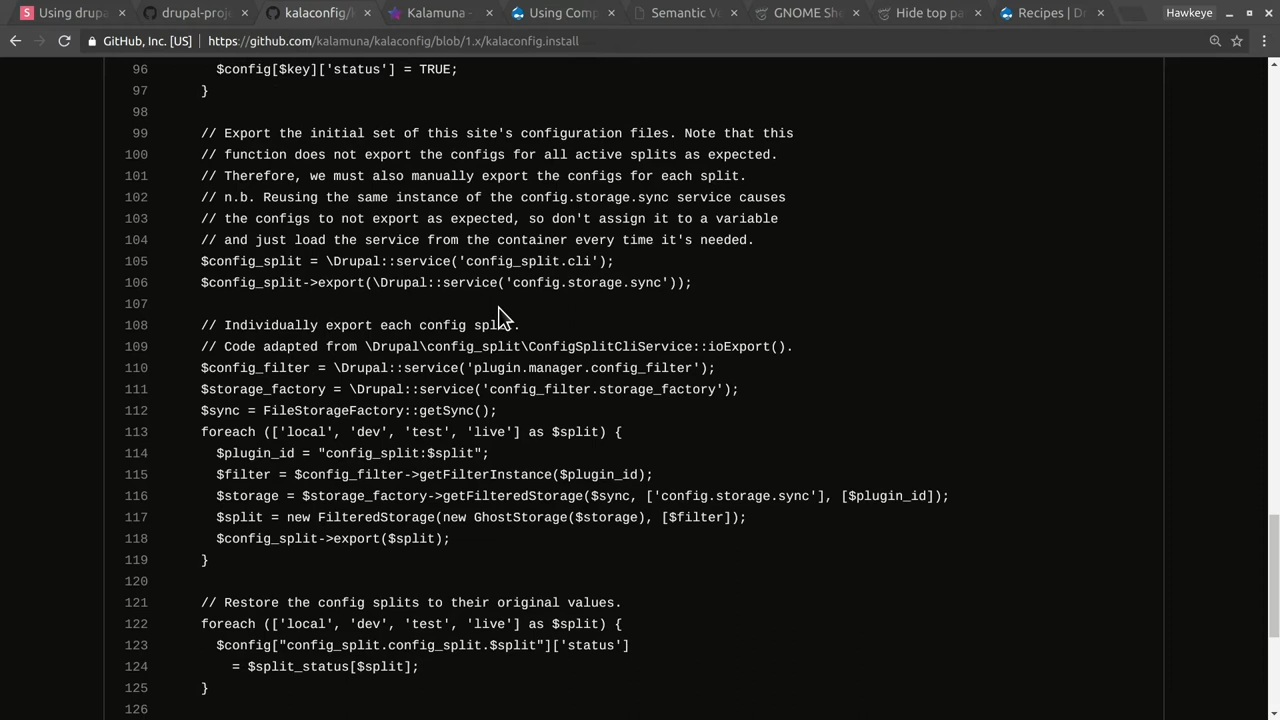 Using drupa
drupal-proj
kalaconfig/k
Kalamuna -
Using Comp
Semantic Ve
GNOME She
Hide top pa
Recipes | Dr
Hawkeye
GitHub, Inc. [US] https://github.com/kalamuna/kalaconfig/blob/1.x/kalaconfig.install
96 $config[$key]['status'] = TRUE;
97 }
98
99 // Export the initial set of this site's configuration files. Note that this
100 // function does not export the configs for all active splits as expected.
101 // Therefore, we must also manually export the configs for each split.
102 // n.b. Reusing the same instance of the config.storage.sync service causes
103 // the configs to not export as expected, so don't assign it to a variable
104 // and just load the service from the container every time it's needed.
105 $config_split = \Drupal::service('config_split.cli');
106 $config_split->export(\Drupal::service('config.storage.sync'));
107
108 // Individually export each config split.
109 // Code adapted from \Drupal\config_split\ConfigSplitCliService::ioExport().
110 $config_filter = \Drupal::service('plugin.manager.config_filter');
111 $storage_factory = \Drupal::service('config_filter.storage_factory');
112 $sync = FileStorageFactory::getSync();
113 foreach (['local', 'dev', 'test', 'live'] as $split) {
114 $plugin_id = "config_split:$split";
115 $filter = $config_filter->getFilterInstance($plugin_id);
116 $storage = $storage_factory->getFilteredStorage($sync, ['config.storage.sync'], [$plugin_id]);
117 $split = new FilteredStorage(new GhostStorage($storage), [$filter]);
118 $config_split->export($split);
119 }
120
121 // Restore the config splits to their original values.
122 foreach (['local', 'dev', 'test', 'live'] as $split) {
123 $config["config_split.config_split.$split"]['status']
124 = $split_status[$split];
125 }
126